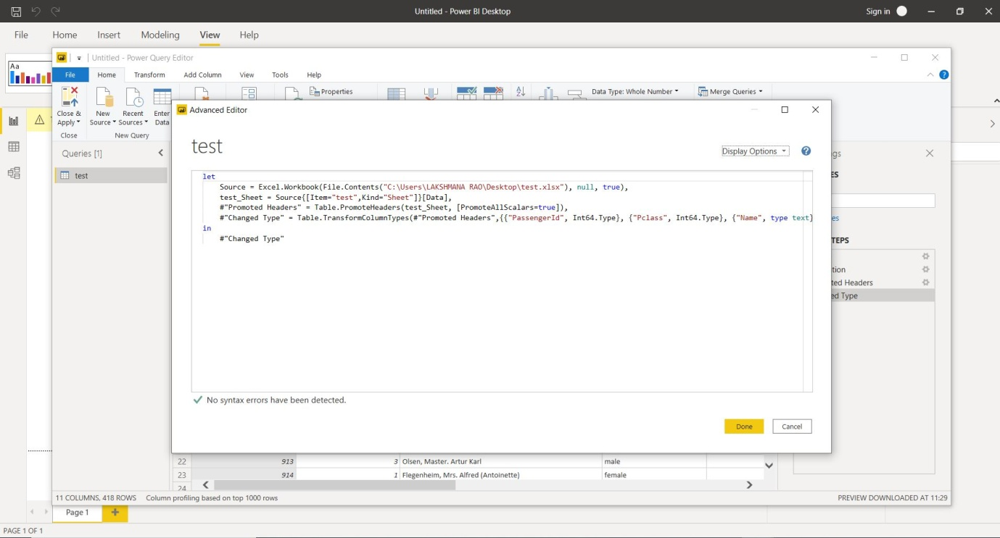 Untitled - Power BI Desktop
Sign in
File Home Insert Modeling View Help
Aa
Untitled - Power Query Editor
File Home Transform Add Column View Tools Help
Properties
Data Type: Whole Number
Merge Queries
Close & Apply
New Source
Recent Sources
Enter Data
Close
New Query
Queries [1]
test
Advanced Editor
test
Display Options
let
Source = Excel.Workbook(File.Contents("C:\Users\LAKSHMANA RAO\Desktop\test.xlsx"), null, true),
test_Sheet = Source{[Item="test",Kind="Sheet"]}[Data],
#"Promoted Headers" = Table.PromoteHeaders(test_Sheet, [PromoteAllScalars=true]),
#"Changed Type" = Table.TransformColumnTypes(#"Promoted Headers",{{"PassengerId", Int64.Type}, {"Pclass", Int64.Type}, {"Name", type text}
in
#"Changed Type"
No syntax errors have been detected.
Done Cancel
gs
ES
es
TEPS
tion
ted Headers
ed Type
22 913 3 Olsen, Master. Artur Karl male
23 914 1 Flegenheim, Mrs. Alfred (Antoinette) female
24
11 COLUMNS, 418 ROWS Column profiling based on top 1000 rows
PREVIEW DOWNLOADED AT 11:29
Page 1
PAGE 1 OF 1